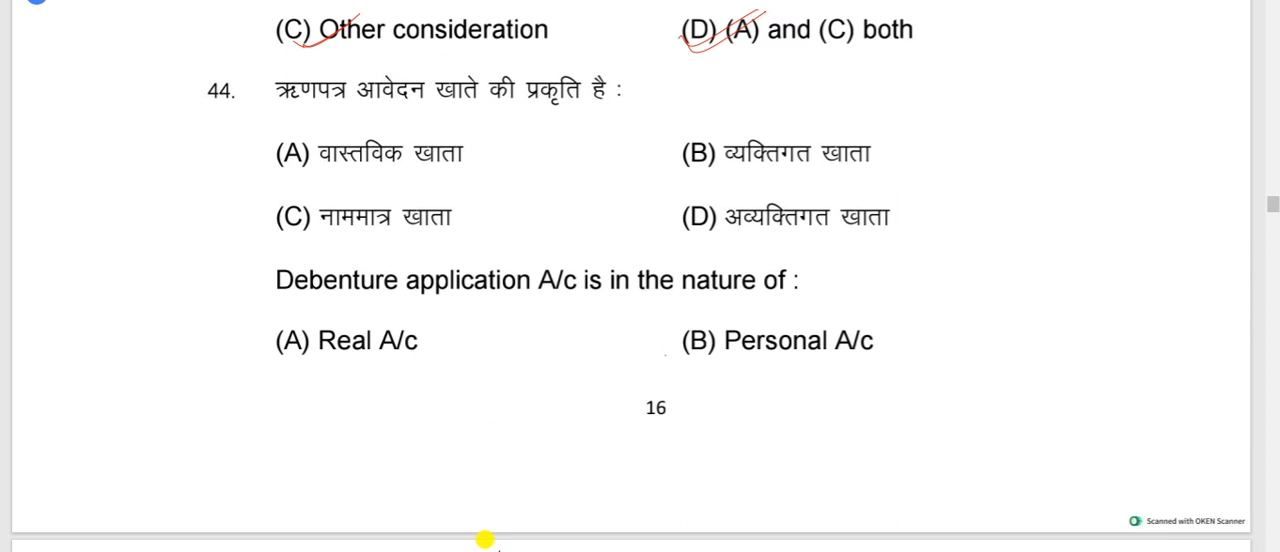 (C) Other consideration (D) (A) and (C) both
44. ऋणपत्र आवेदन खाते की प्रकृति है :
(A) वास्तविक खाता (B) व्यक्तिगत खाता
(C) नाममात्र खाता (D) अव्यक्तिगत खाता
Debenture application A/c is in the nature of :
(A) Real A/c (B) Personal A/c
16
Scanned with OKEN Scanner